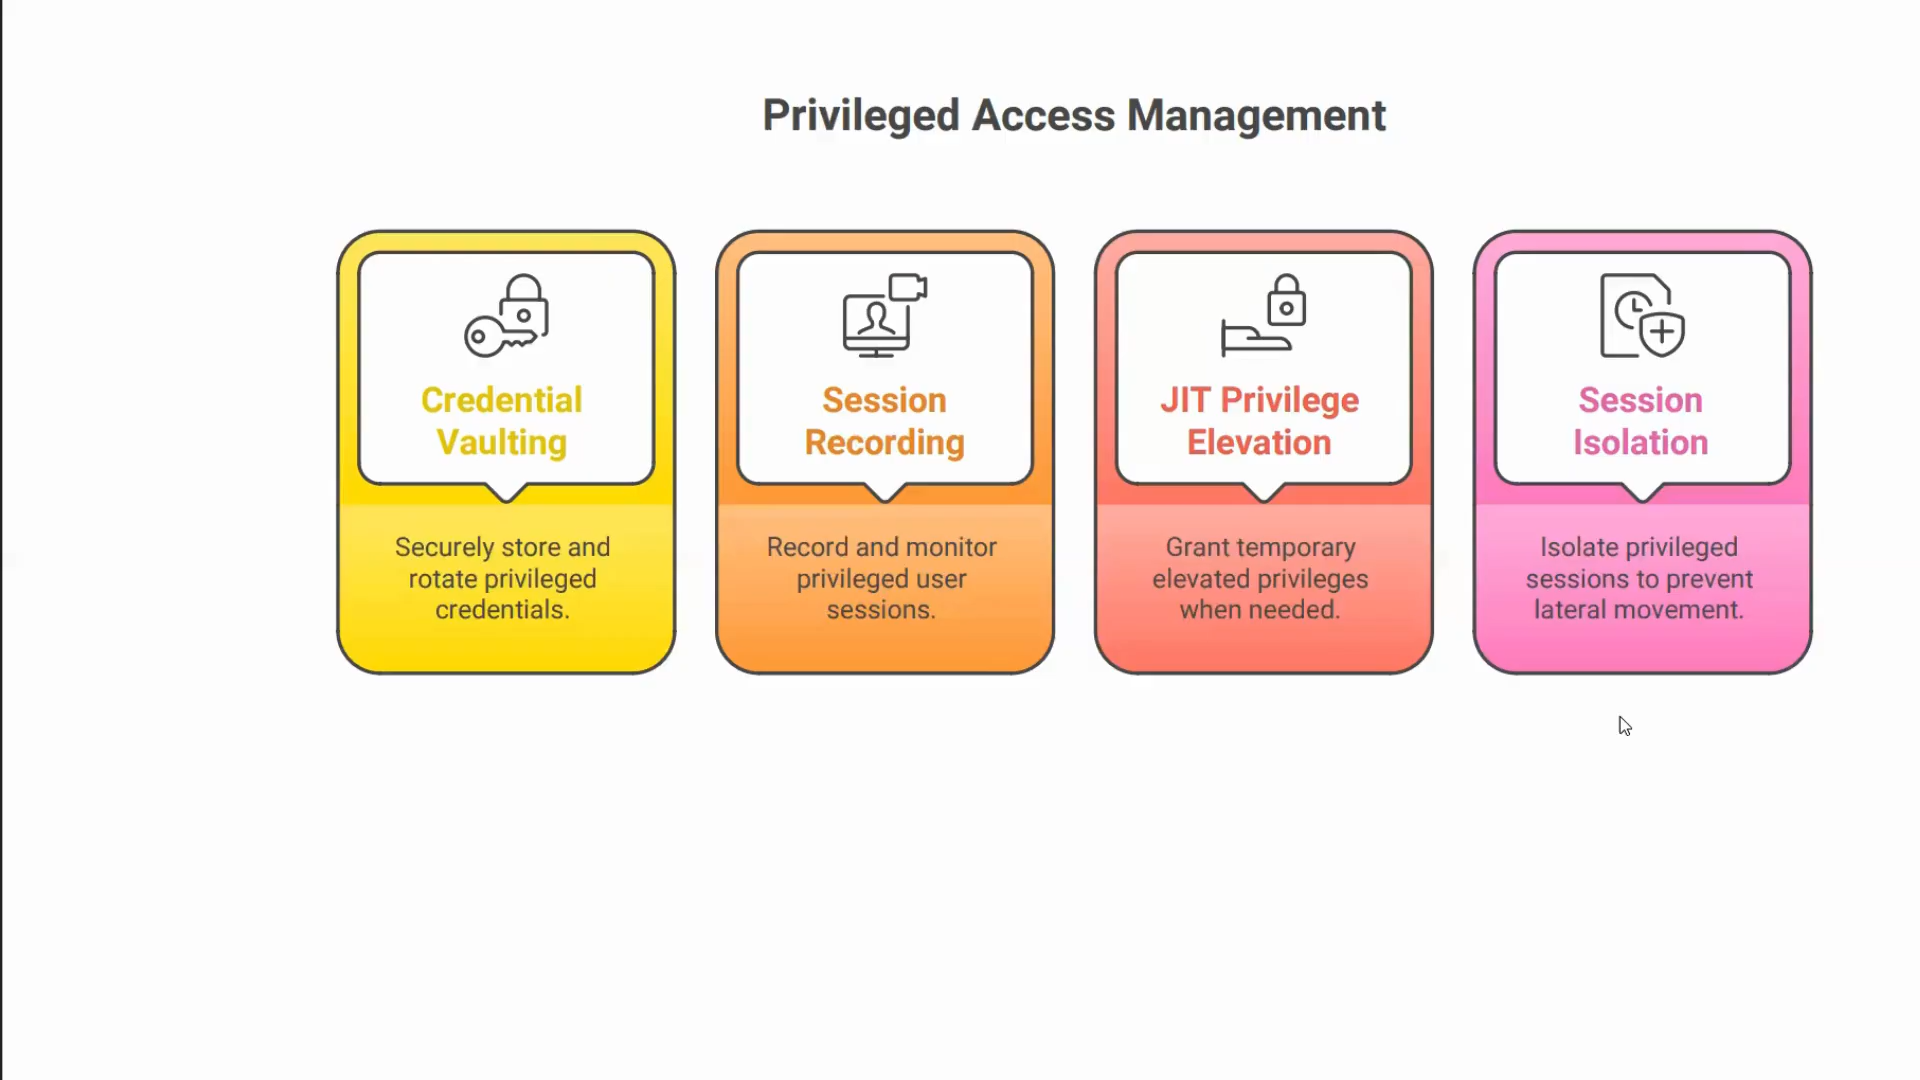 Privileged Access Management
Credential
Vaulting
Securely store and
rotate privileged
credentials.
Session
Recording
Record and monitor
privileged user
sessions.
JIT Privilege
Elevation
Grant temporary
elevated privileges
when needed.
Session
Isolation
Isolate privileged
sessions to prevent
lateral movement.